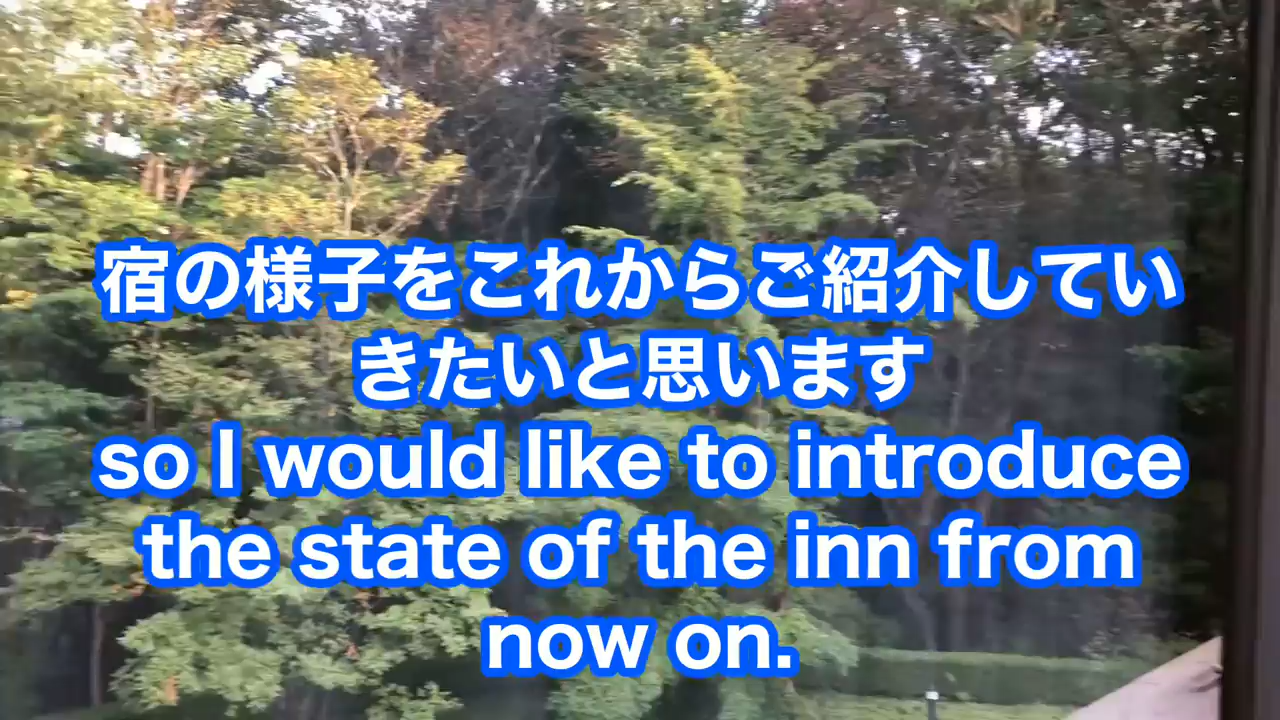 宿の様子をこれからご紹介してい
きたいと思います
so I would like to introduce
the state of the inn from
now on.